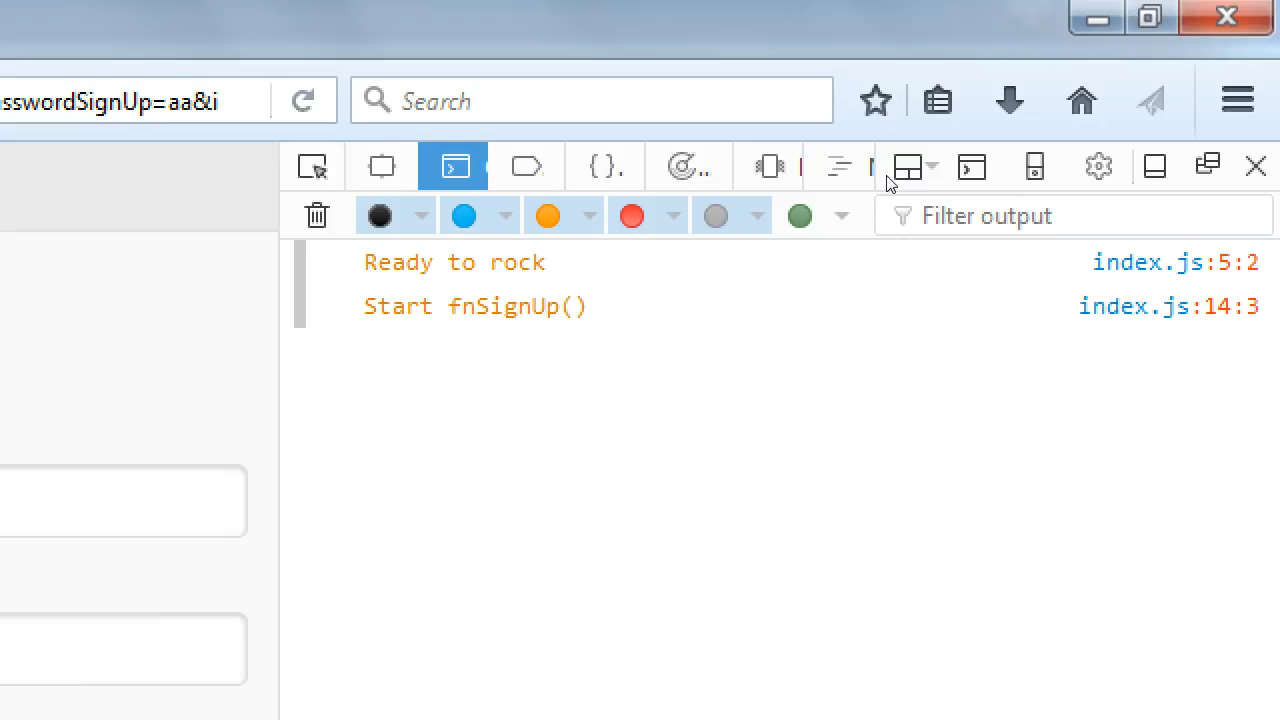 sswordSignUp=aa&i
Search
{}.
Filter output
Ready to rock index.js:5:2
Start fnSignUp() index.js:14:3